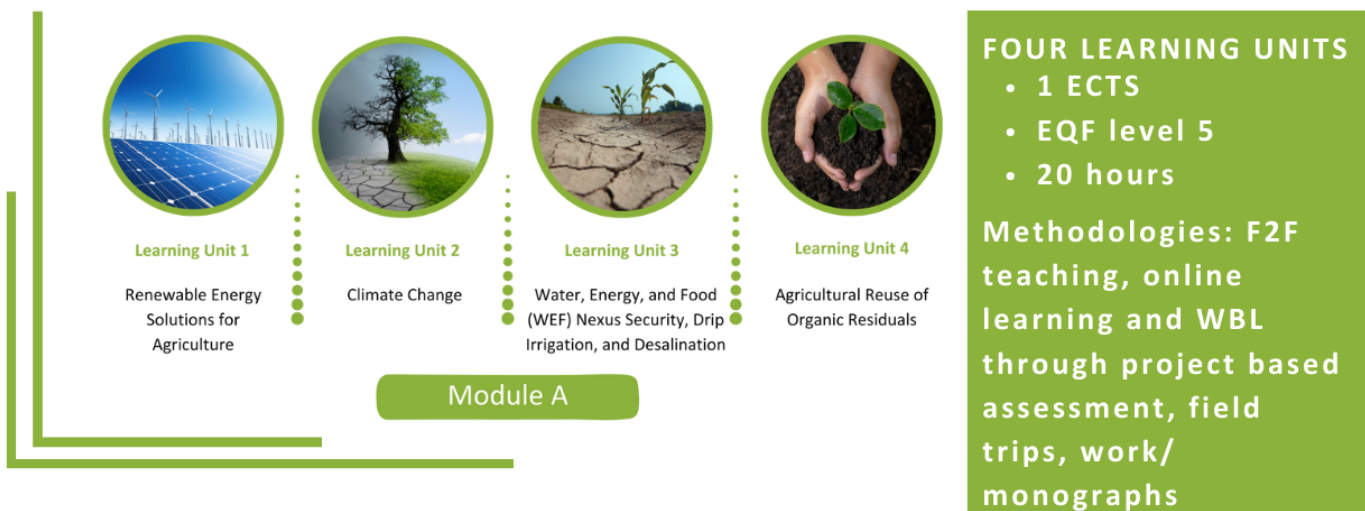 Learning Unit 1
Renewable Energy
Solutions for
Agriculture
Learning Unit 2
Climate Change
Learning Unit 3
Water, Energy, and Food
(WEF) Nexus Security, Drip
Irrigation, and Desalination
Learning Unit 4
Agricultural Reuse of
Organic Residuals
Module A
FOUR LEARNING UNITS
• 1 ECTS
• EQF level 5
• 20 hours
Methodologies: F2F
teaching, online
learning and WBL
through project based
assessment, field
trips, work/
monographs